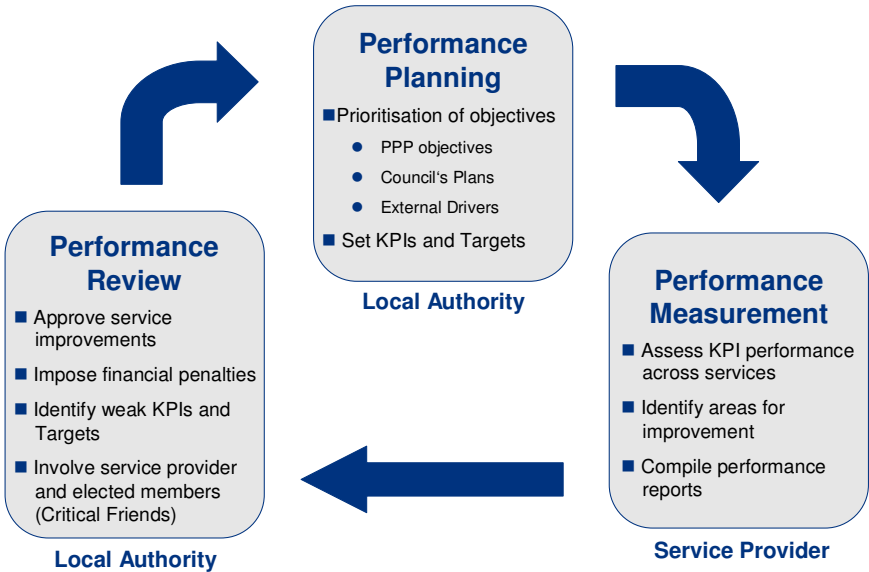 Performance
Planning
Prioritisation of objectives
PPP objectives
Council‘s Plans
External Drivers
Set KPIs and Targets
Local Authority
Performance
Measurement
Assess KPI performance
across services
Identify areas for
improvement
Compile performance
reports
Service Provider
Performance
Review
Approve service
improvements
Impose financial penalties
Identify weak KPIs and
Targets
Involve service provider
and elected members
(Critical Friends)
Local Authority